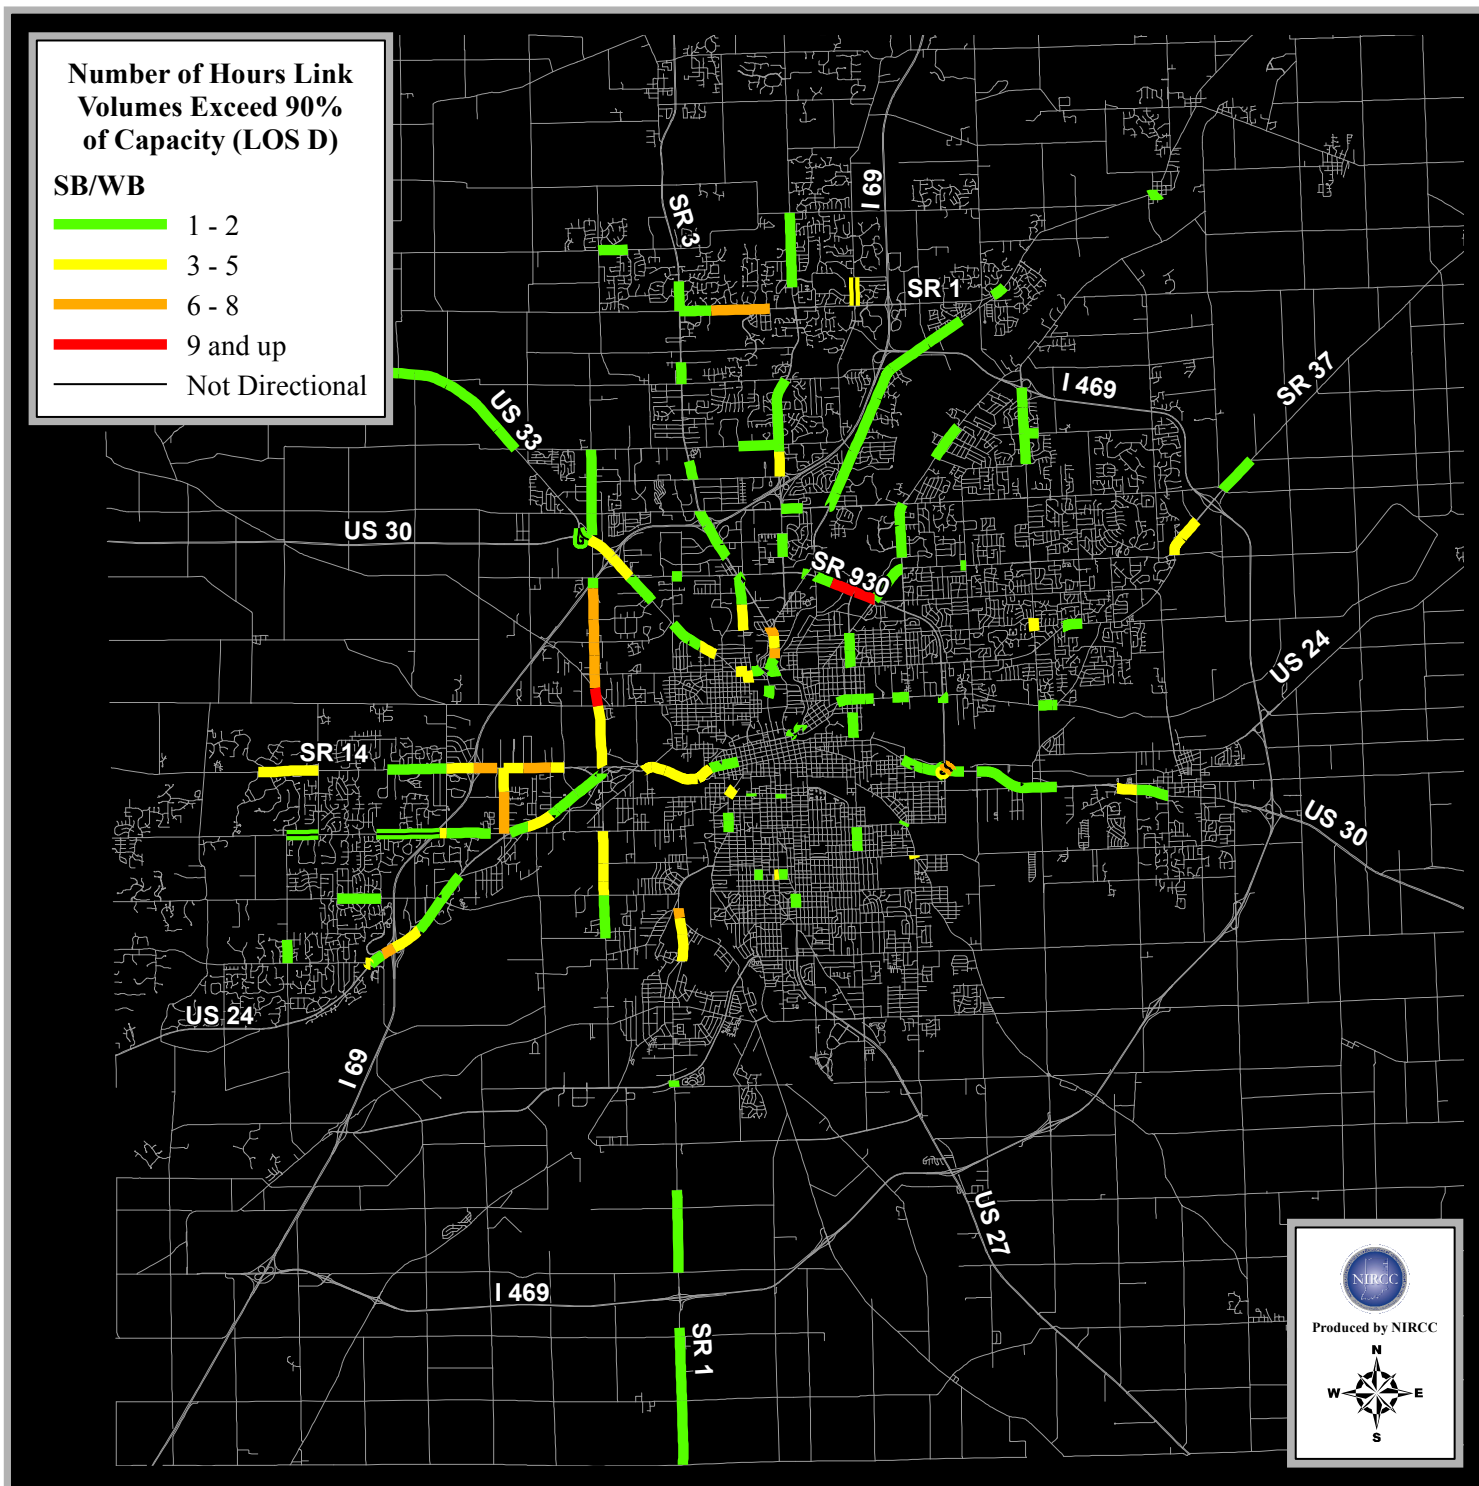 Number of Hours Link
Volumes Exceed 90%
of Capacity (LOS D)
SB/WB
1 - 2
3 - 5
6 - 8
9 and up
Not Directional
SR 3
I 69
SR 1
US 33
I 469
SR 37
US 30
SR 930
US 24
SR 14
US 30
US 24
I 69
US 27
I 469
SR 1
NIRCC
Produced by NIRCC
N
W
E
S